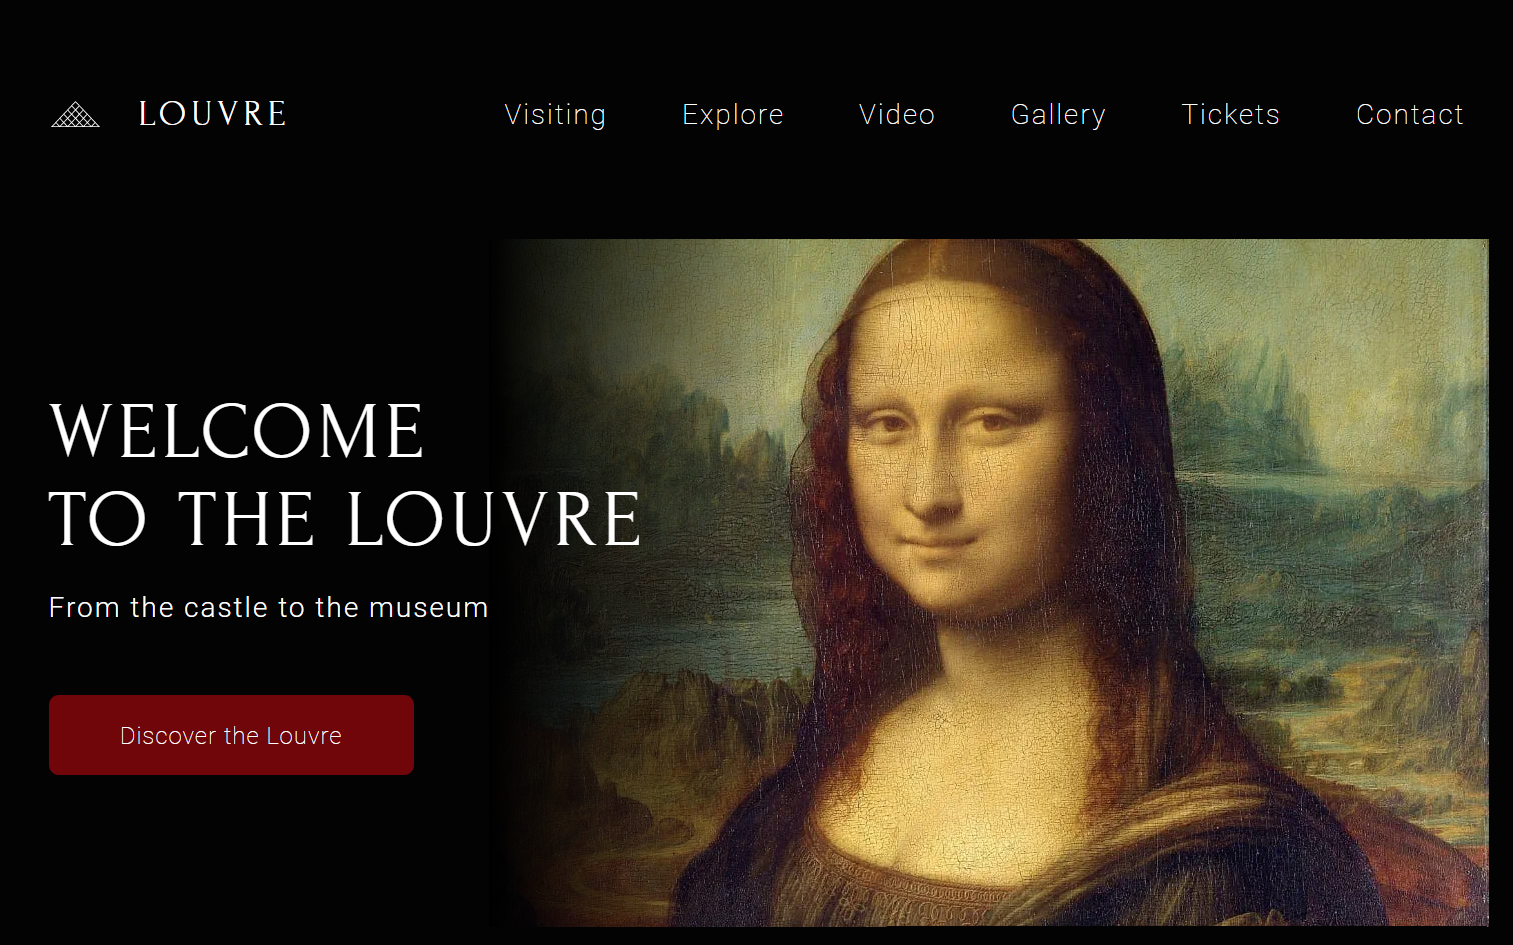 LOUVRE
Visiting
Explore
Video
Gallery
Tickets
Contact
WELCOME
TO THE LOUVRE
From the castle to the museum
Discover the Louvre